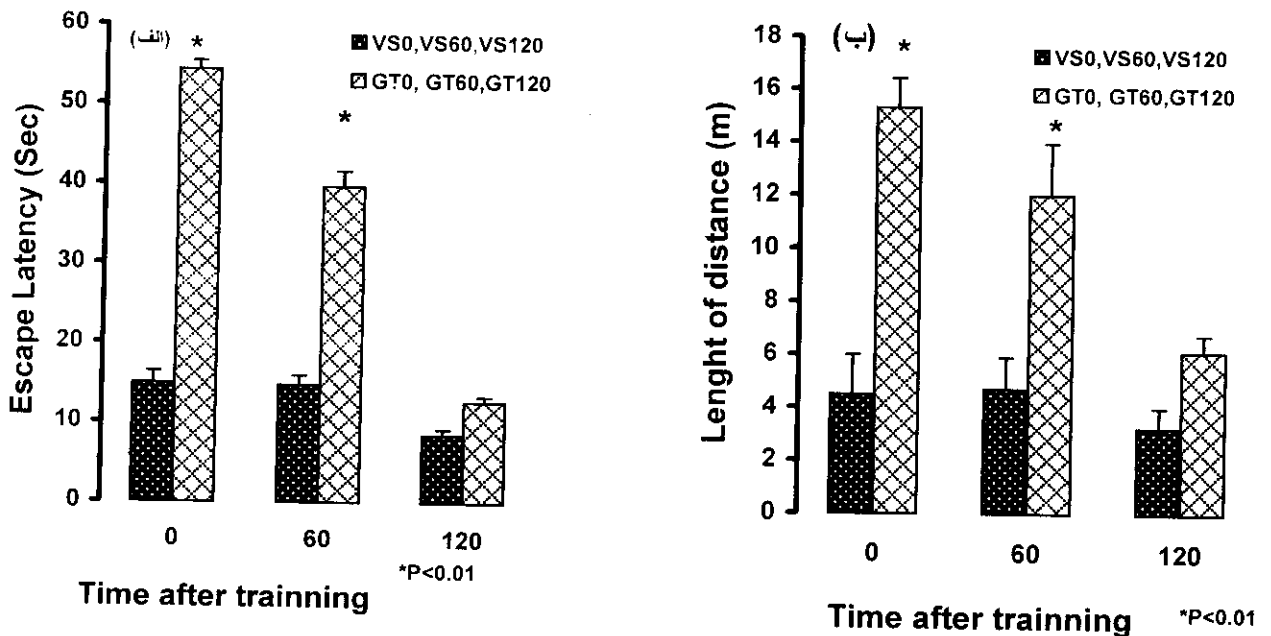 (الف)
*
*
VS0,VS60,VS120
GT0, GT60,GT120
Escape Latency (Sec)
60
50
40
30
20
10
0
0
60
120
*P<0.01
Time after trainning
(ب)
*
*
VS0,VS60,VS120
GT0, GT60,GT120
Lenght of distance (m)
18
16
14
12
10
8
6
4
2
0
0
60
120
Time after trainning
*P<0.01